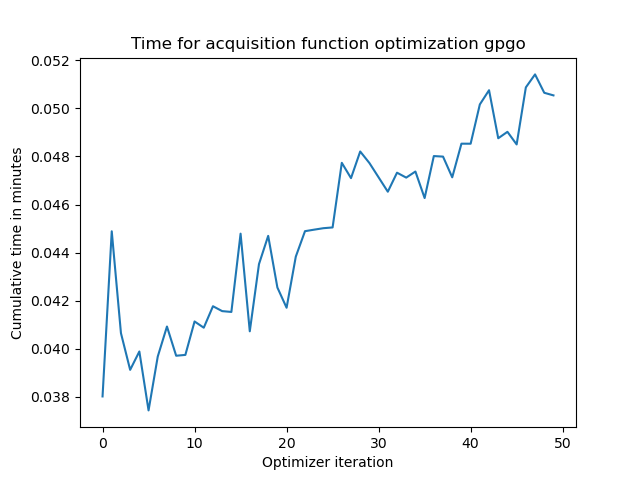 Time for acquisition function optimization gpgo
Cumulative time in minutes
0.052
0.050
0.048
0.046
0.044
0.042
0.040
0.038
0 10 20 30 40 50
Optimizer iteration